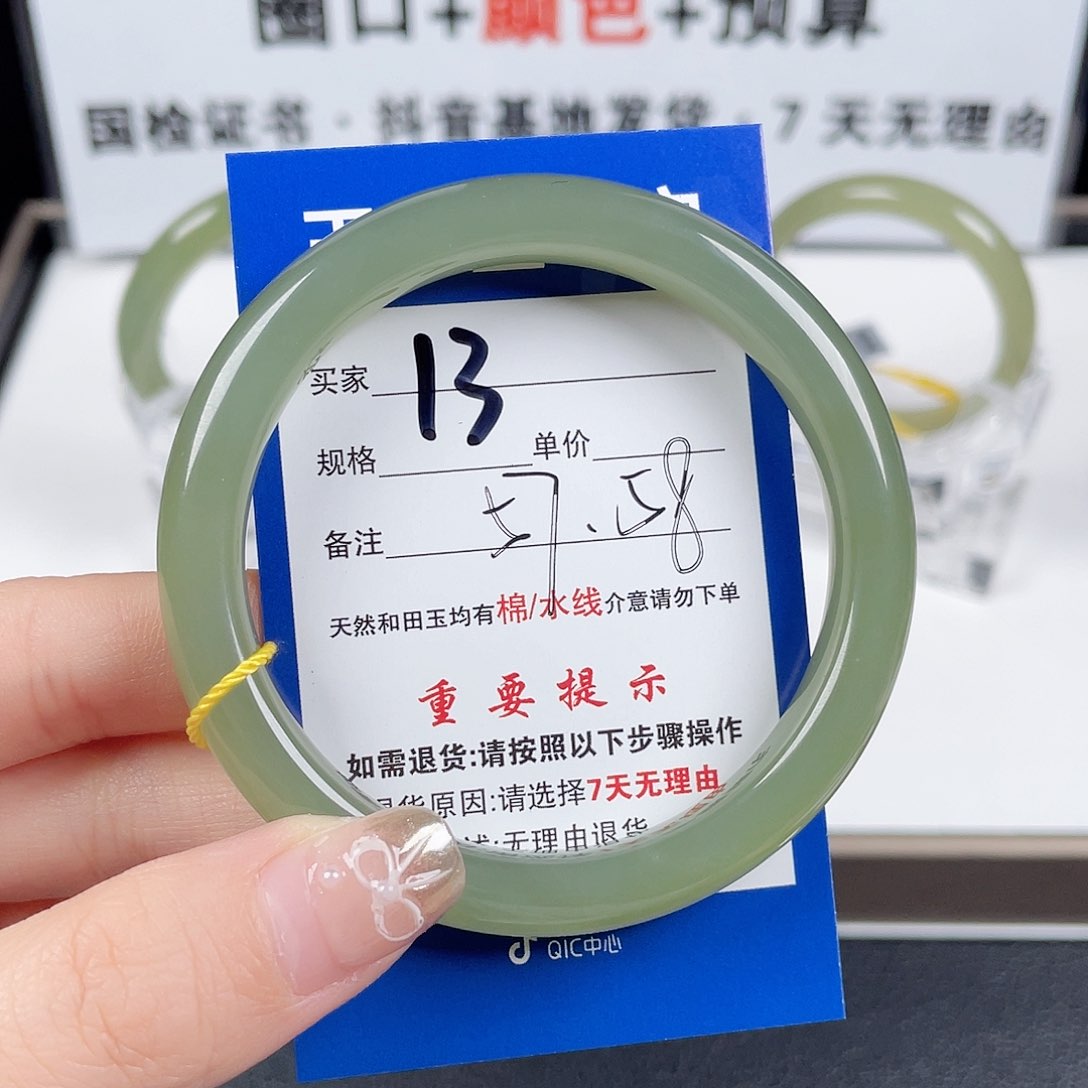 圈口+颜色+预算
国检证书·抖音基地发货 7天无理由
买家 13
规格 单价
备注 57.58
天然和田玉均有棉/水线介意请勿下单
重要提示
如需退货:请按照以下步骤操作
退货原因:请选择7天无理由
述:无理由退货
QIC中心